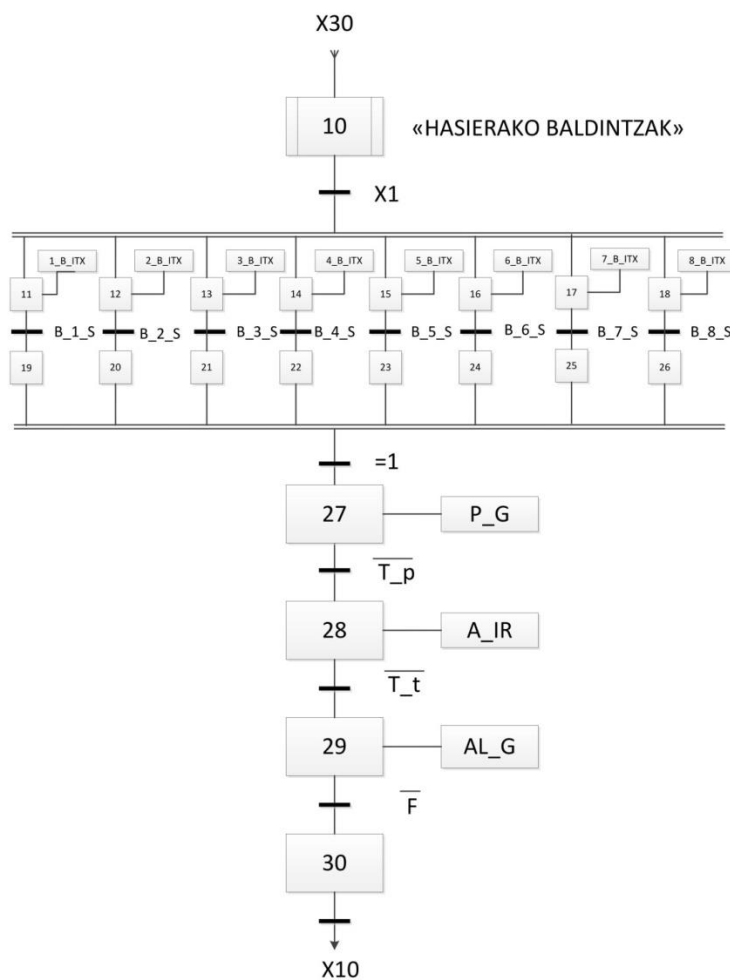 X30
10 «HASIERAKO BALDINTZAK»
X1
1_B_ITX 2_B_ITX 3_B_ITX 4_B_ITX 5_B_ITX 6_B_ITX 7_B_ITX 8_B_ITX
11 12 13 14 15 16 17 18
B_1_S B_2_S B_3_S B_4_S B_5_S B_6_S B_7_S B_8_S
19 20 21 22 23 24 25 26
=1
27 P_G
T_p
28 A_IR
T_t
29 AL_G
F
30
X10